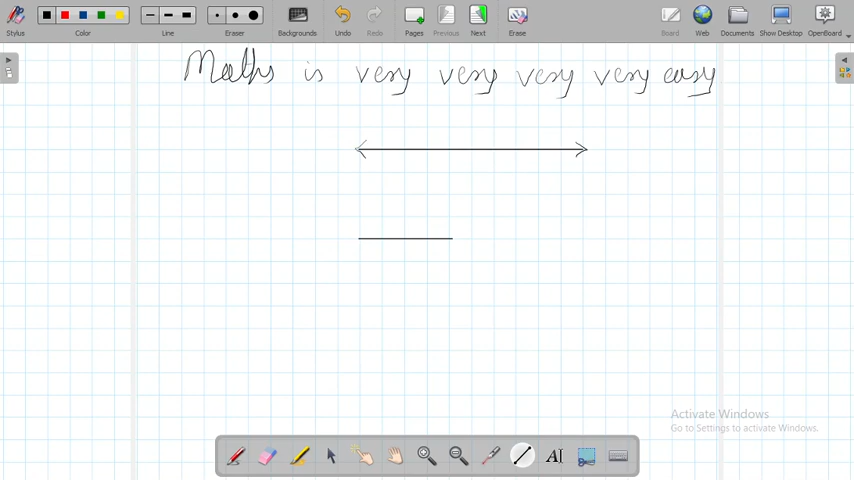 Stylus Color Line Eraser Backgrounds Undo Redo Pages Previous Next Erase Board Web Documents Show Desktop OpenBoard
Maths is very very very very easy
Activate Windows
Go to Settings to activate Windows.
A